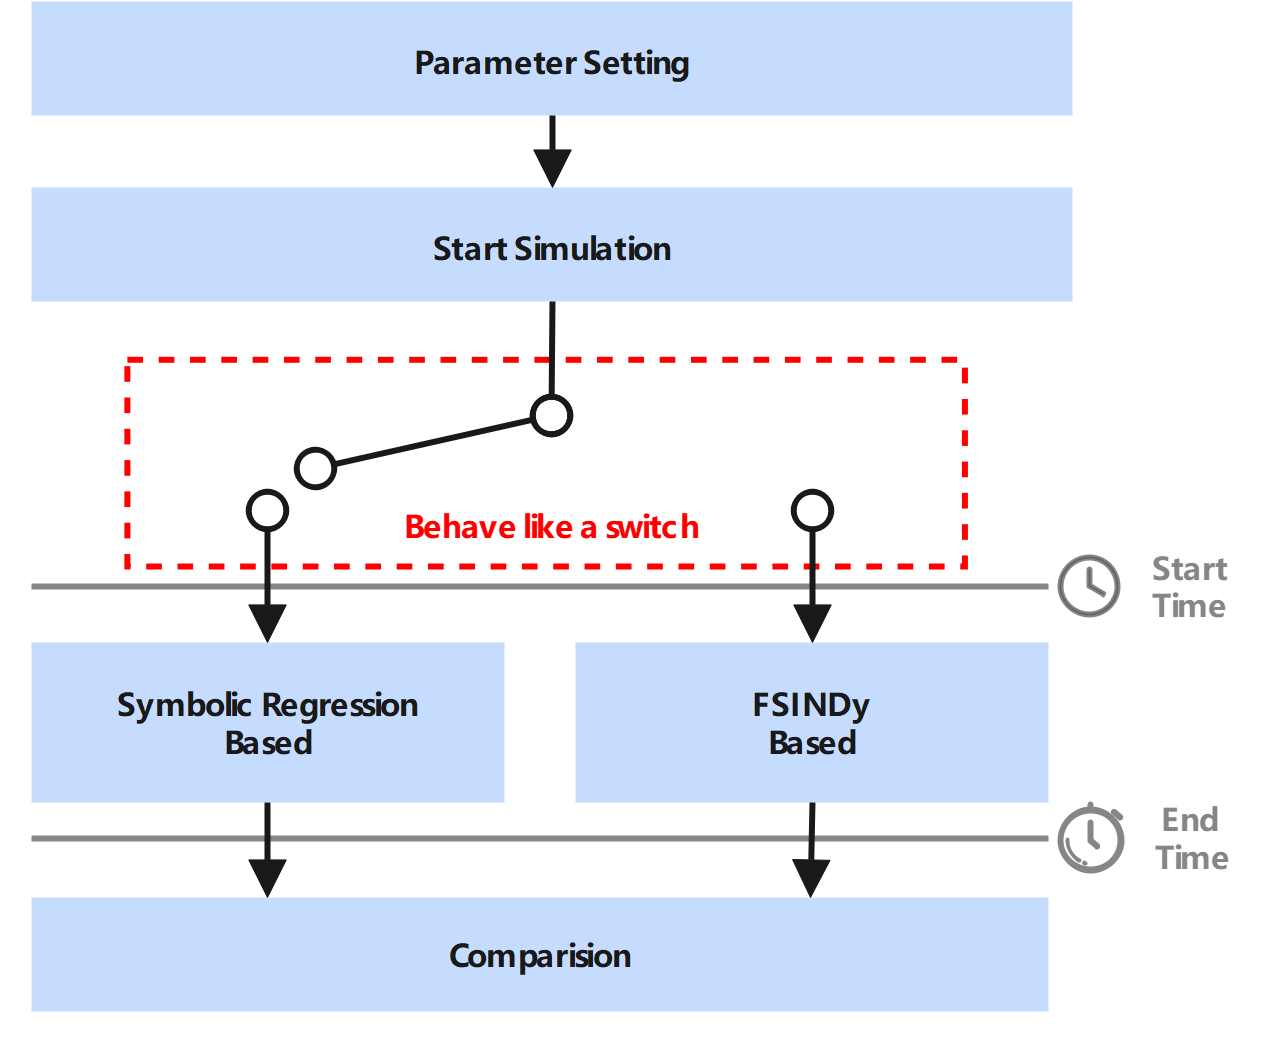 Parameter Setting
Start Simulation
Behave like a switch
Start
Time
Symbolic Regression
Based
FSINDy
Based
End
Time
Comparision